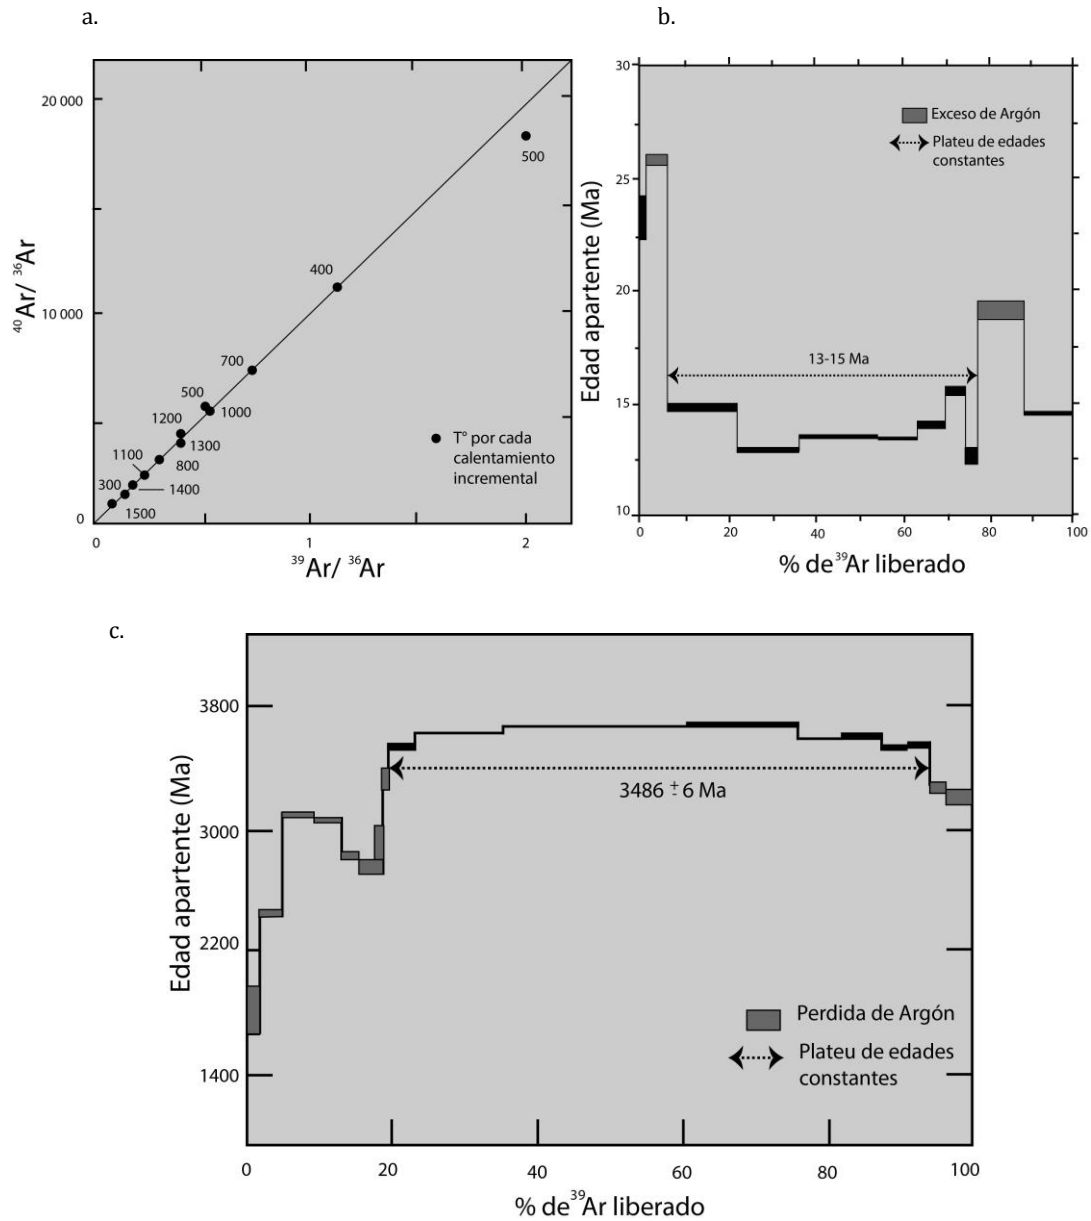 a.
20 000
10 000
0
0
1
2
⁴⁰Ar/ ³⁶Ar
³⁹Ar/ ³⁶Ar
500
400
700
500
1000
1200
1300
1100
800
300
1400
1500
T° por cada
calentamiento
incremental
b.
30
25
20
15
10
0
20
40
60
80
100
Edad apartente (Ma)
% de³⁹Ar liberado
Exceso de Argón
Plateu de edades
constantes
13-15 Ma
c.
3800
3000
2200
1400
0
20
40
60
80
100
Edad apartente (Ma)
% de³⁹Ar liberado
3486 ± 6 Ma
Perdida de Argón
Plateu de edades
constantes